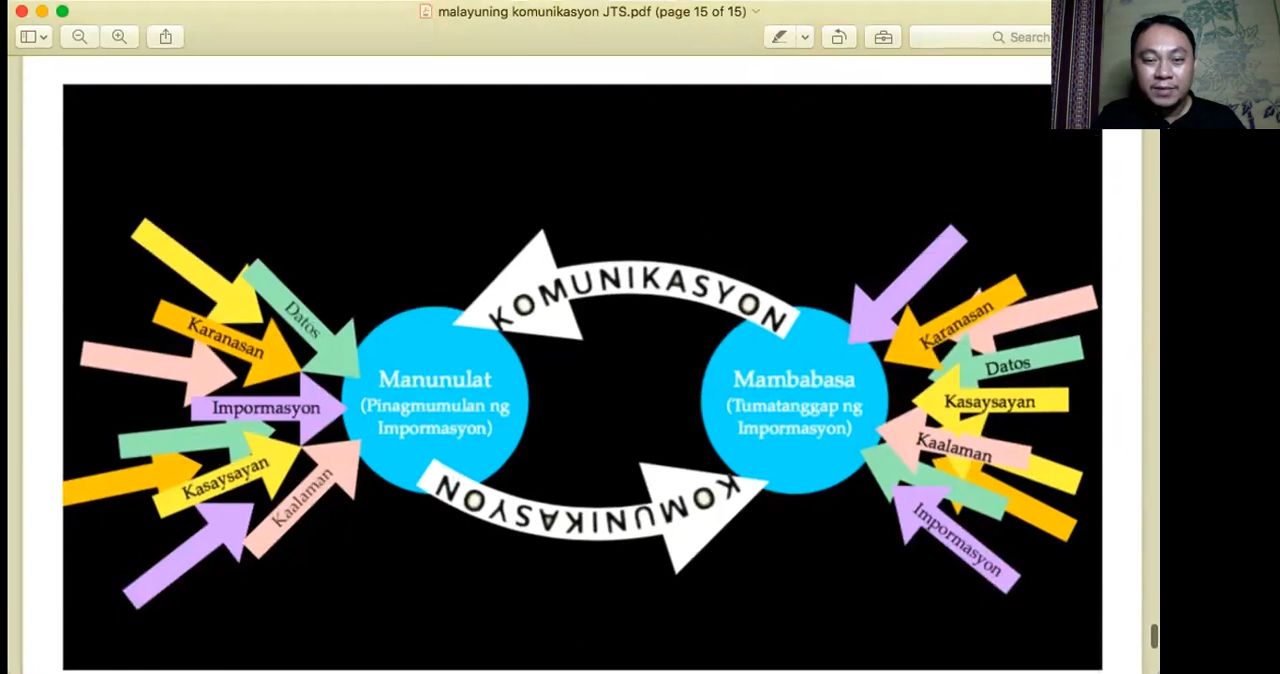 malayuning komunikasyon JTS.pdf (page 15 of 15)
Search
KOMUNIKASYON
Datos
Karanasan
Impormasyon
Kasaysayan
Kaalaman
Manunulat
(Pinagmumulan ng
Impormasyon)
Mambabasa
(Tumatanggap ng
Impormasyon)
Karanasan
Datos
Kasaysayan
Kaalaman
Impormasyon
KOMUNIKASYON